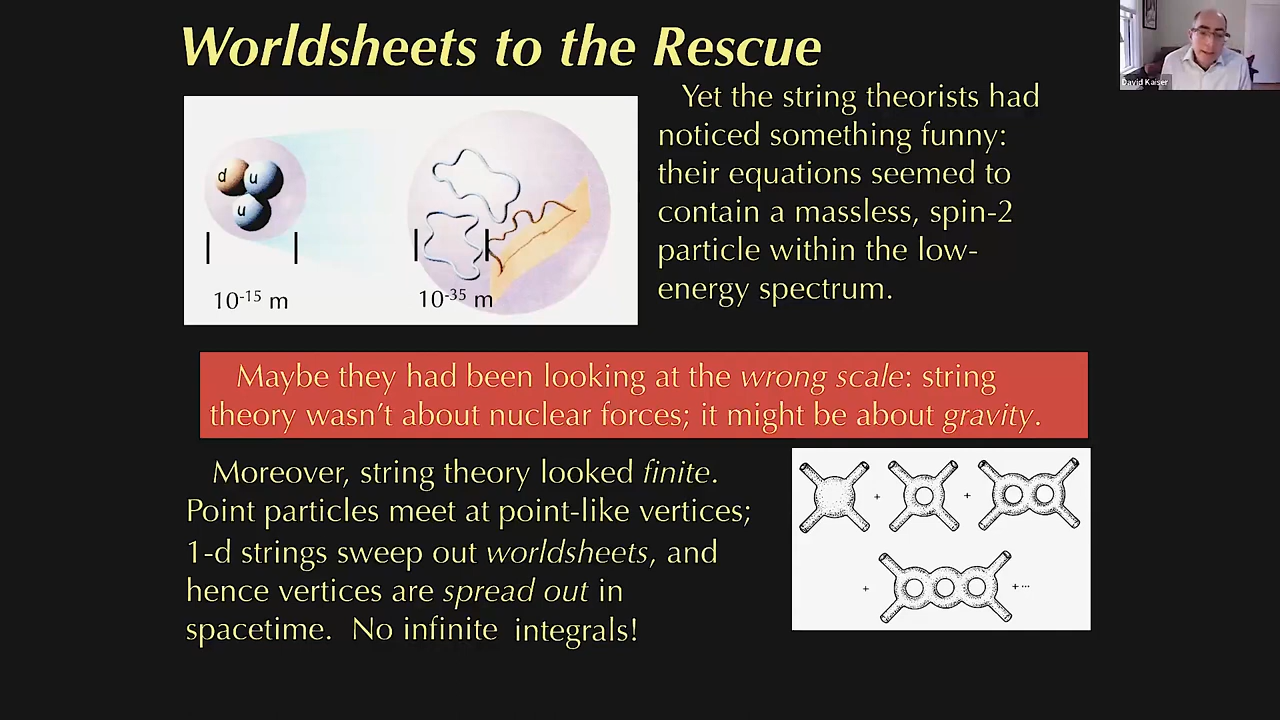 Worldsheets to the Rescue
David Kaiser
Yet the string theorists had
noticed something funny:
their equations seemed to
contain a massless, spin-2
particle within the low-
energy spectrum.
d u
u
10⁻¹⁵ m
10⁻³⁵ m
Maybe they had been looking at the wrong scale: string
theory wasn't about nuclear forces; it might be about gravity.
Moreover, string theory looked finite.
Point particles meet at point-like vertices;
1-d strings sweep out worldsheets, and
hence vertices are spread out in
spacetime. No infinite integrals!
+ +
+ +...